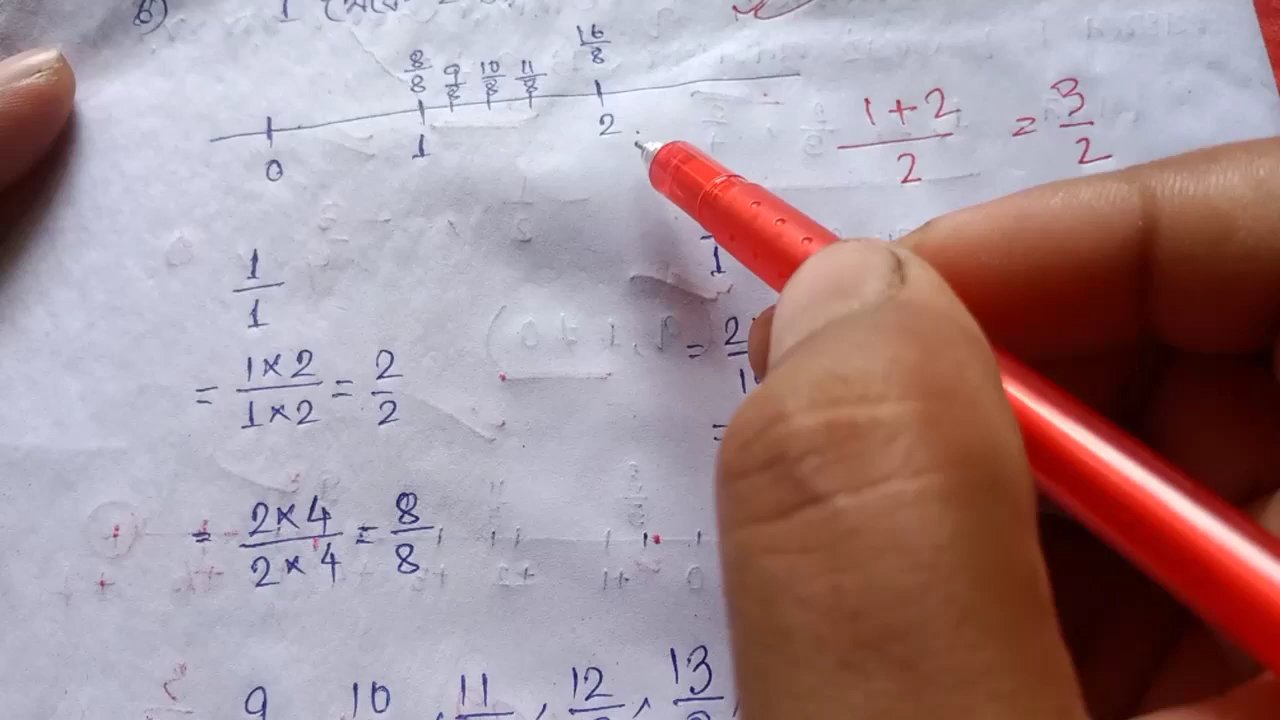 1
8/8 9/8 10/8 11/8 16/8
0 1 2
(1+2)/2 = 3/2
1/1
= (1×2)/(1×2) = 2/2
= (2×4)/(2×4) = 8/8
9 10 , 11 , 12 , 13